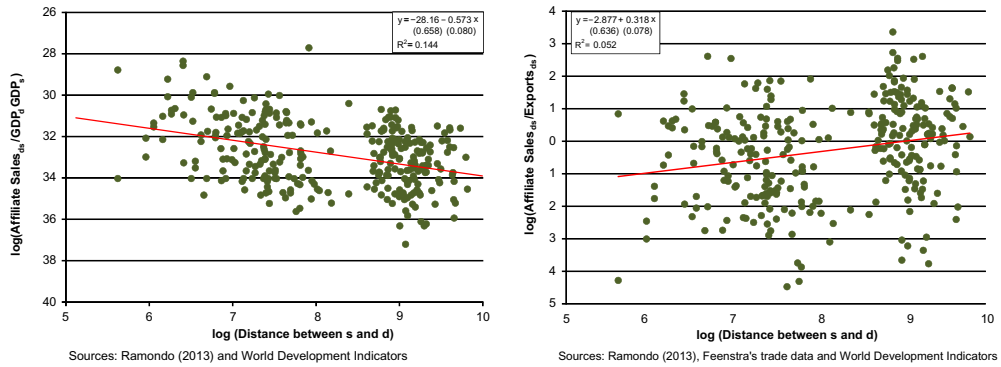 26
28
30
32
34
36
38
40
log(Affiliate Sales_ds/GDP_dGDP_s)
y=−28.16−0.573 x
(0.658) (0.080)
R²=0.144
5 6 7 8 9 10
log (Distance between s and d)
Sources: Ramondo (2013) and World Development Indicators
4
3
2
1
0
1
2
3
4
5
log(Affiliate Sales_ds/Exports_ds)
y=−2.877+0.318 x
(0.636) (0.078)
R²=0.052
5 6 7 8 9 10
log (Distance between s and d)
Sources: Ramondo (2013), Feenstra's trade data and World Development Indicators